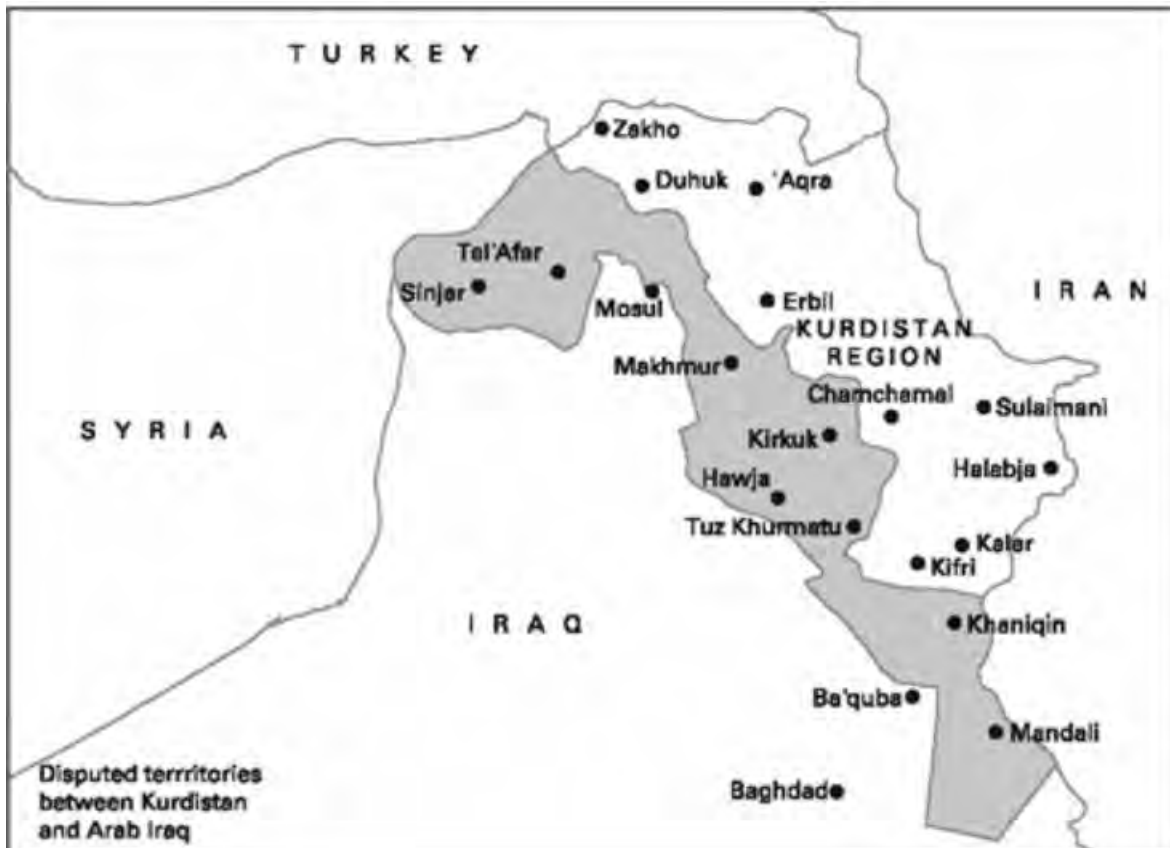 TURKEY
Zakho
Duhuk
'Aqra
Tal'Afar
Sinjar
Mosul
Erbil
IRAN
KURDISTAN
REGION
Makhmur
Chamchamal
Sulaimani
SYRIA
Kirkuk
Halabja
Hawja
Tuz Khurmatu
Kalar
Kifri
IRAQ
Khaniqin
Ba'quba
Mandali
Disputed terrritories
between Kurdistan
and Arab Iraq
Baghdad